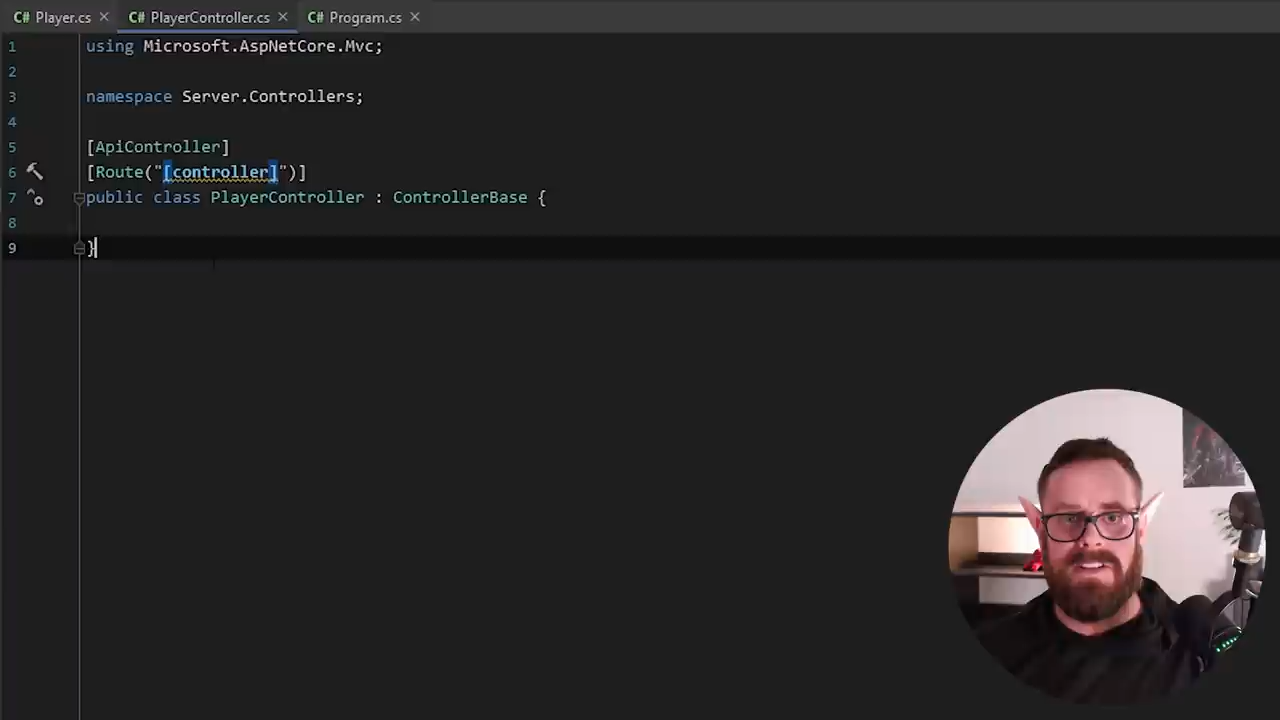 C# Player.cs × C# PlayerController.cs × C# Program.cs ×
1 using Microsoft.AspNetCore.Mvc;
2
3 namespace Server.Controllers;
4
5 [ApiController]
6 [Route("[controller]")]
7 public class PlayerController : ControllerBase {
8
9 }